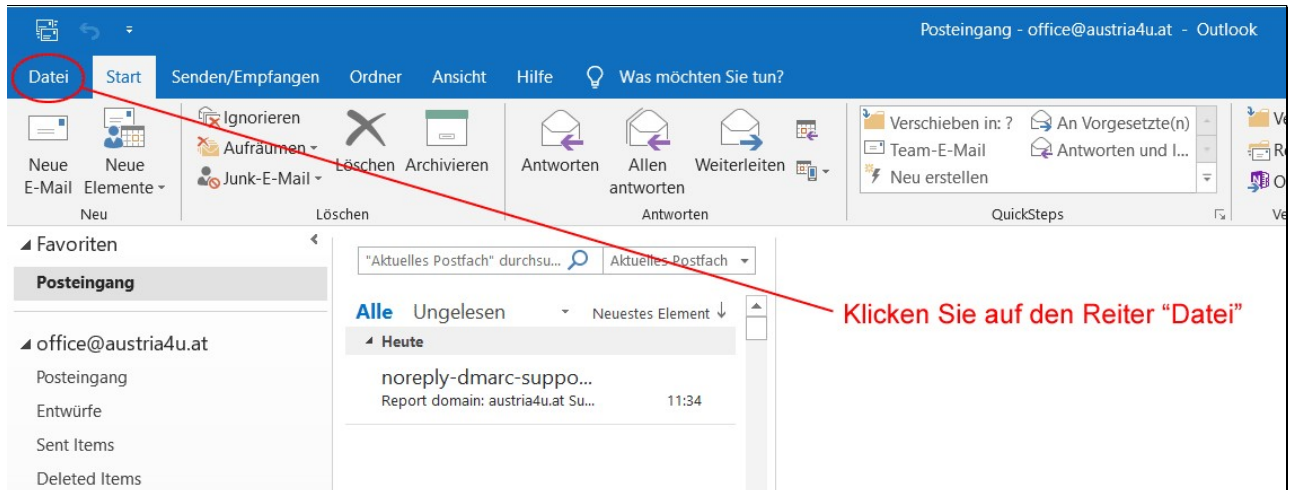 Posteingang - office@austria4u.at - Outlook
Datei Start Senden/Empfangen Ordner Ansicht Hilfe Was möchten Sie tun?
Neue E-Mail
Neue Elemente
Ignorieren
Aufräumen
Junk-E-Mail
Löschen
Archivieren
Antworten
Allen antworten
Weiterleiten
Verschieben in: ?
Team-E-Mail
Neu erstellen
An Vorgesetzte(n)
Antworten und l...
Neu
Löschen
Antworten
QuickSteps
Favoriten
Posteingang
office@austria4u.at
Posteingang
Entwürfe
Sent Items
Deleted Items
"Aktuelles Postfach" durchsu... Aktuelles Postfach
Alle Ungelesen Neuestes Element
Heute
noreply-dmarc-suppo...
Report domain: austria4u.at Su... 11:34
Klicken Sie auf den Reiter “Datei”